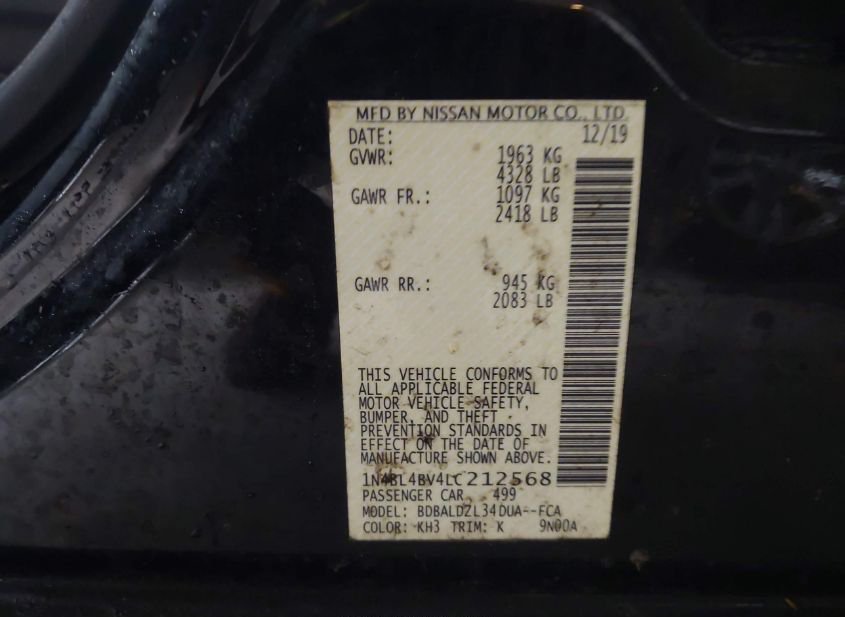 MFD BY NISSAN MOTOR CO., LTD.
DATE: 12/19
GVWR: 1963 KG
4328 LB
GAWR FR.: 1097 KG
2418 LB
GAWR RR.: 945 KG
2083 LB
THIS VEHICLE CONFORMS TO
ALL APPLICABLE FEDERAL
MOTOR VEHICLE SAFETY,
BUMPER, AND THEFT
PREVENTION STANDARDS IN
EFFECT ON THE DATE OF
MANUFACTURE SHOWN ABOVE.
1N4BL4BV4LC212568
PASSENGER CAR 499
MODEL: BDBALDZL34DUA--FCA
COLOR: KH3 TRIM: K 9N00A